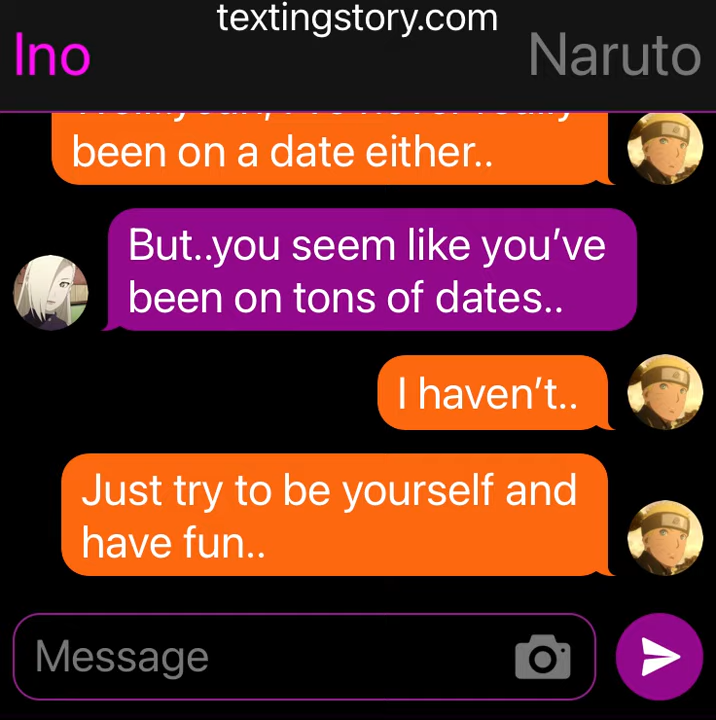 textingstory.com
Ino
Naruto
been on a date either..
But..you seem like you've
been on tons of dates..
I haven't..
Just try to be yourself and
have fun..
Message